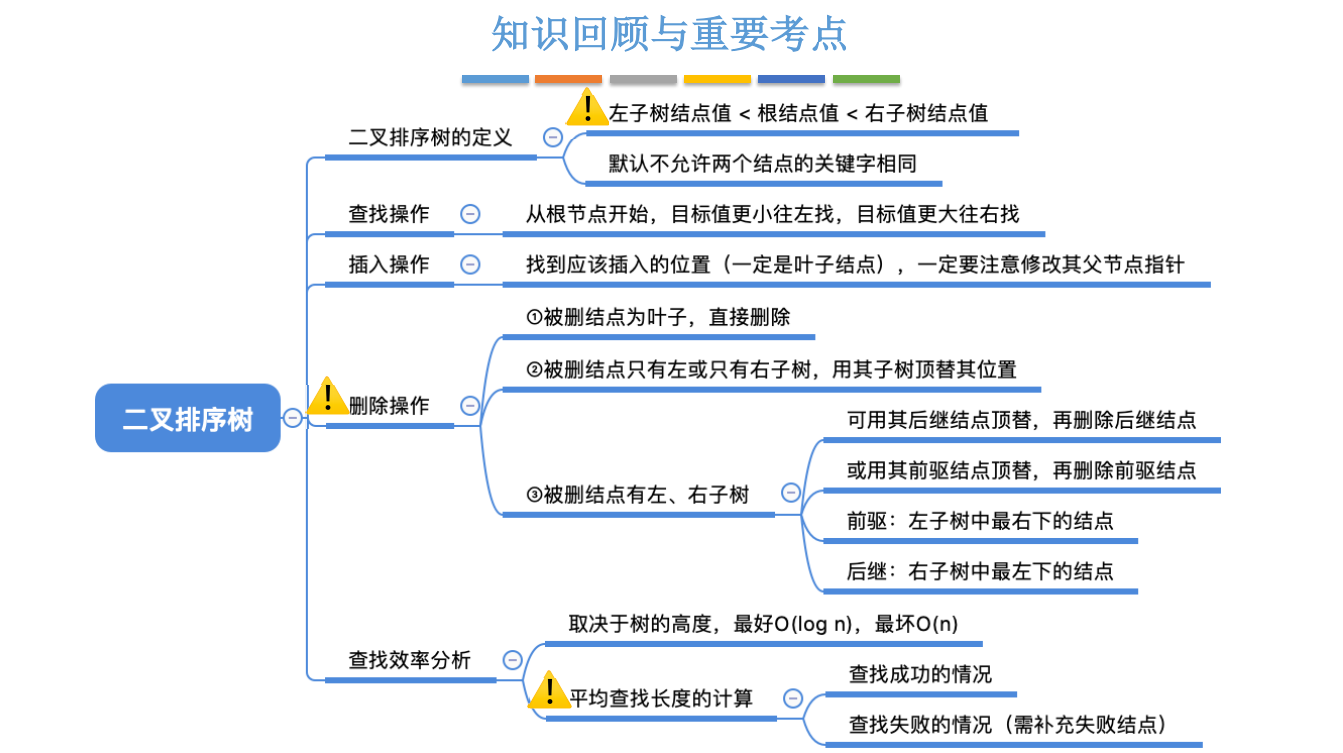 知识回顾与重要考点
左子树结点值 < 根结点值 < 右子树结点值
二叉排序树的定义
默认不允许两个结点的关键字相同
查找操作
从根节点开始，目标值更小往左找，目标值更大往右找
插入操作
找到应该插入的位置（一定是叶子结点），一定要注意修改其父节点指针
①被删结点为叶子，直接删除
②被删结点只有左或只有右子树，用其子树顶替其位置
删除操作
二叉排序树
可用其后继结点顶替，再删除后继结点
或用其前驱结点顶替，再删除前驱结点
③被删结点有左、右子树
前驱：左子树中最右下的结点
后继：右子树中最左下的结点
取决于树的高度，最好O(log n)，最坏O(n)
查找效率分析
查找成功的情况
平均查找长度的计算
查找失败的情况（需补充失败结点）